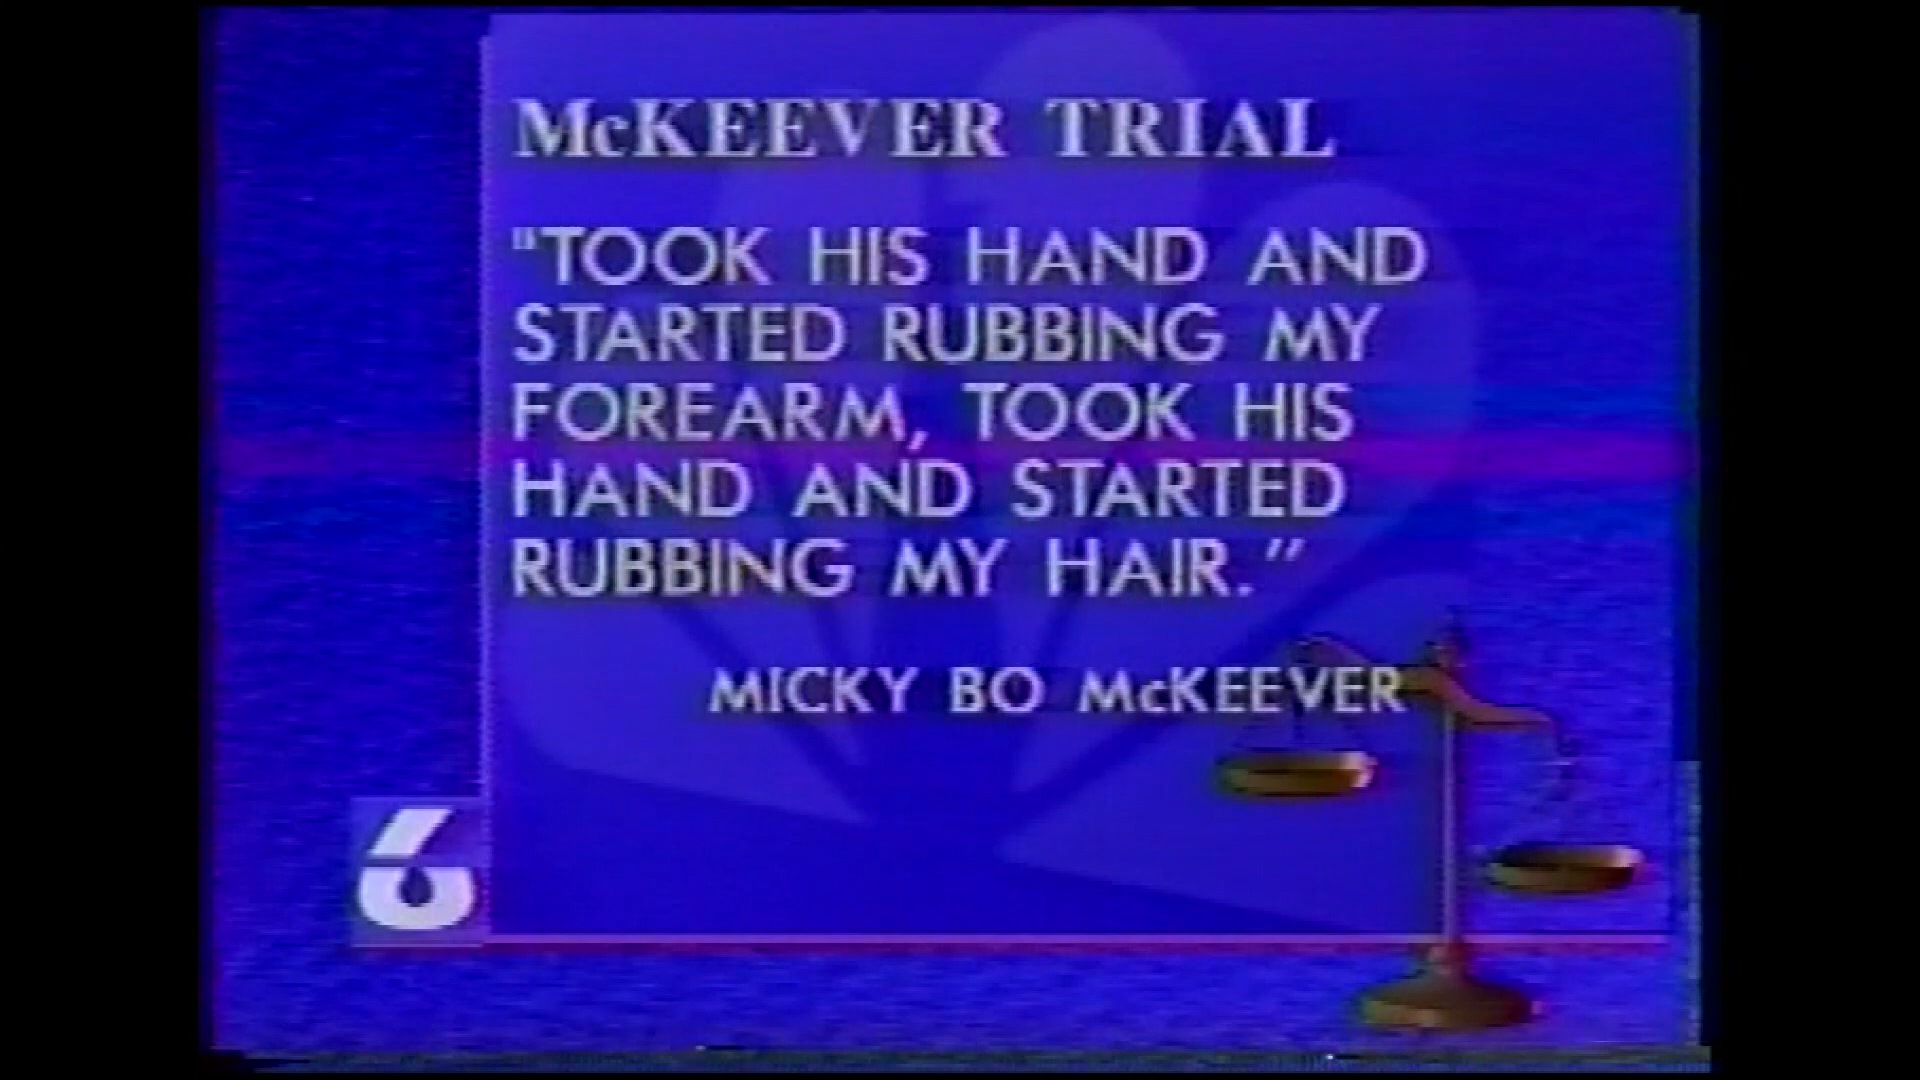 McKEEVER TRIAL
"TOOK HIS HAND AND
STARTED RUBBING MY
FOREARM, TOOK HIS
HAND AND STARTED
RUBBING MY HAIR.”
MICKY BO McKEEVER
6